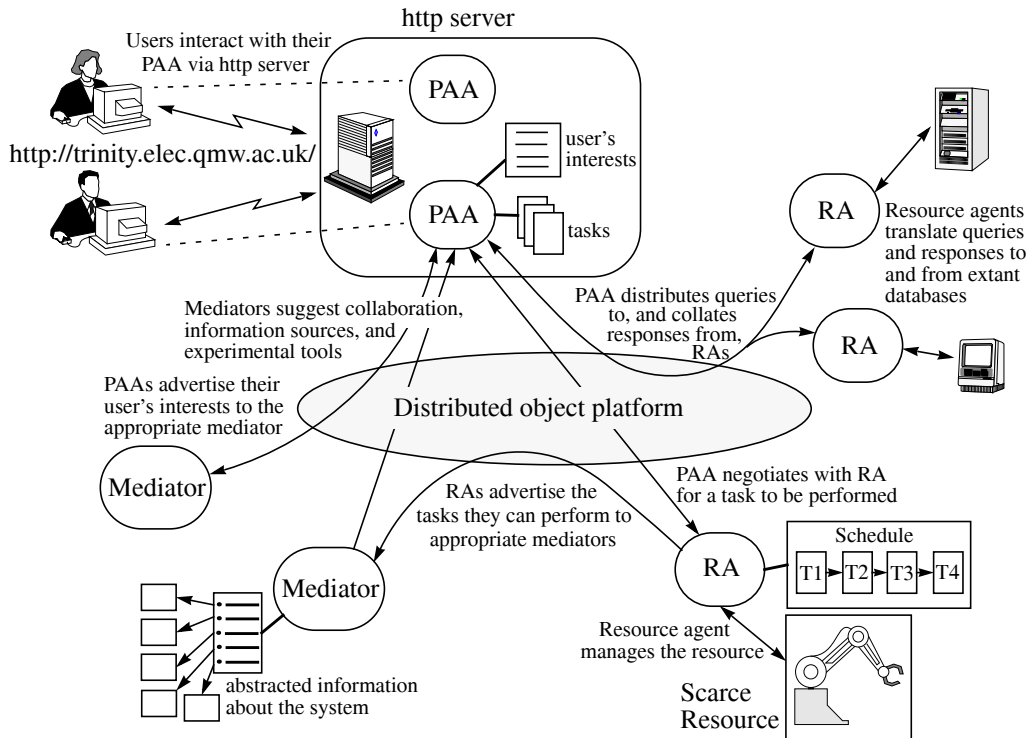 http server
Users interact with their
PAA via http server
PAA
user's
interests
http://trinity.elec.qmw.ac.uk/
PAA
tasks
RA
Resource agents
translate queries
and responses to
and from extant
databases
Mediators suggest collaboration,
information sources, and
experimental tools
PAA distributes queries
to, and collates
responses from,
RAs
RA
PAAs advertise their
user's interests to the
appropriate mediator
Distributed object platform
Mediator
RAs advertise the
tasks they can perform to
appropriate mediators
PAA negotiates with RA
for a task to be performed
Mediator
RA
Schedule
T1
T2
T3
T4
Resource agent
manages the resource
abstracted information
about the system
Scarce
Resource